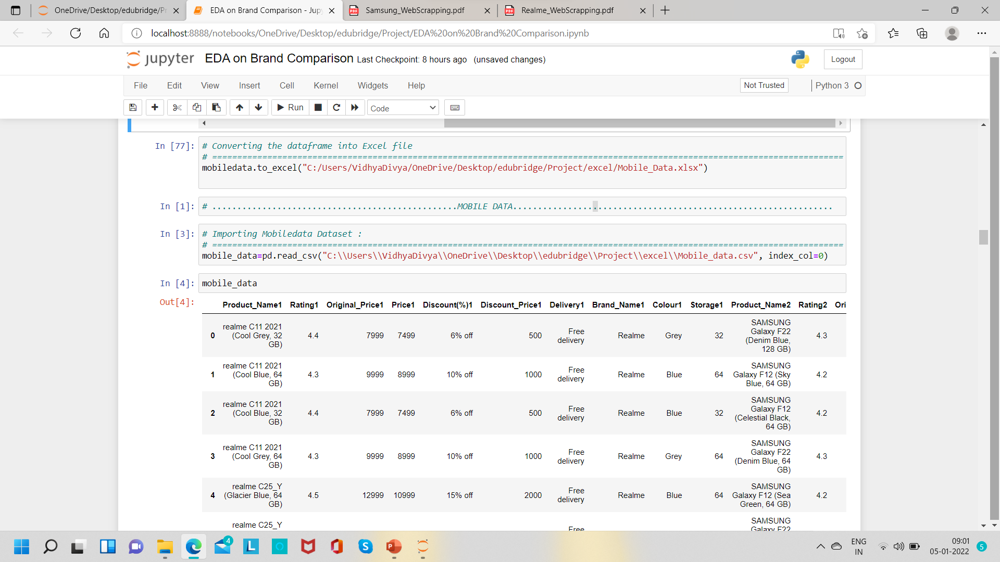 OneDrive/Desktop/edubridge/Pr
EDA on Brand Comparison - Jup
Samsung_WebScrapping.pdf
Realme_WebScrapping.pdf
localhost:8888/notebooks/OneDrive/Desktop/edubridge/Project/EDA%20on%20Brand%20Comparison.ipynb
jupyter EDA on Brand Comparison Last Checkpoint: 8 hours ago (unsaved changes)
Logout
File Edit View Insert Cell Kernel Widgets Help
Not Trusted
Python 3
Run
Code
In [77]: # Converting the dataframe into Excel file
# ==============================================================================================================================
mobiledata.to_excel("C:/Users/VidhyaDivya/OneDrive/Desktop/edubridge/Project/excel/Mobile_Data.xlsx")
In [1]: # .................................................MOBILE DATA................................................................
In [3]: # Importing Mobiledata Dataset :
# ==============================================================================================================================
mobile_data=pd.read_csv("C:\\Users\\VidhyaDivya\\OneDrive\\Desktop\\edubridge\\Project\\excel\\Mobile_data.csv", index_col=0)
In [4]: mobile_data
Out[4]:
Product_Name1 Rating1 Original_Price1 Price1 Discount(%)1 Discount_Price1 Delivery1 Brand_Name1 Colour1 Storage1 Product_Name2 Rating2 Ori
0 realme C11 2021 (Cool Grey, 32 GB) 4.4 7999 7499 6% off 500 Free delivery Realme Grey 32 SAMSUNG Galaxy F22 (Denim Blue, 128 GB) 4.3
1 realme C11 2021 (Cool Blue, 64 GB) 4.3 9999 8999 10% off 1000 Free delivery Realme Blue 64 SAMSUNG Galaxy F12 (Sky Blue, 64 GB) 4.2
2 realme C11 2021 (Cool Blue, 32 GB) 4.4 7999 7499 6% off 500 Free delivery Realme Blue 32 SAMSUNG Galaxy F12 (Celestial Black, 64 GB) 4.2
3 realme C11 2021 (Cool Grey, 64 GB) 4.3 9999 8999 10% off 1000 Free delivery Realme Grey 64 SAMSUNG Galaxy F22 (Denim Blue, 64 GB) 4.3
4 realme C25_Y (Glacier Blue, 64 GB) 4.5 12999 10999 15% off 2000 Free delivery Realme Blue 64 SAMSUNG Galaxy F12 (Sea Green, 64 GB) 4.2
realme C25_Y Free SAMSUNG Galaxy F22
4
ENG
IN
09:01
05-01-2022
5